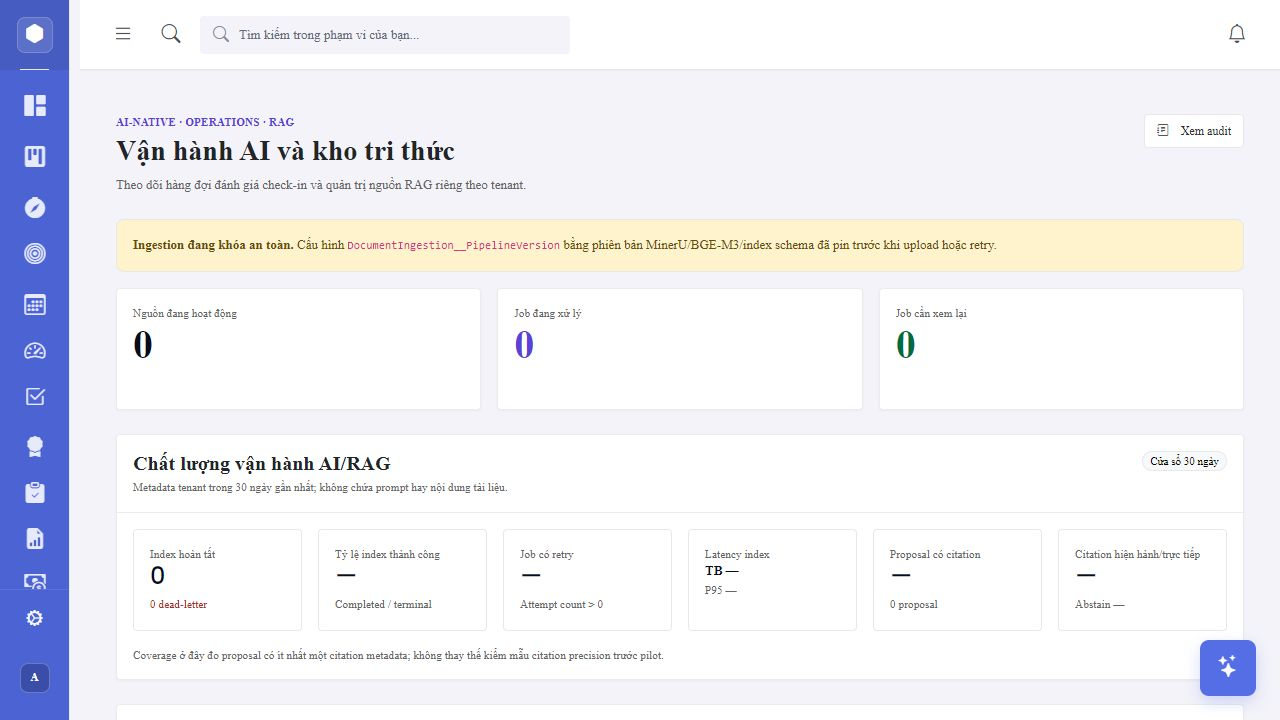 Tìm kiếm trong phạm vi của bạn...
AI-NATIVE · OPERATIONS · RAG
Vận hành AI và kho tri thức
Theo dõi hàng đợi đánh giá check-in và quản trị nguồn RAG riêng theo tenant.
Xem audit
Ingestion đang khóa an toàn. Cấu hình DocumentIngestion__PipelineVersion bằng phiên bản MinerU/BGE-M3/index schema đã pin trước khi upload hoặc retry.
Nguồn đang hoạt động
0
Job đang xử lý
0
Job cần xem lại
0
Chất lượng vận hành AI/RAG
Metadata tenant trong 30 ngày gần nhất; không chứa prompt hay nội dung tài liệu.
Cửa sổ 30 ngày
Index hoàn tất
0
0 dead-letter
Tỷ lệ index thành công
—
Completed / terminal
Job có retry
—
Attempt count > 0
Latency index
TB —
P95 —
Proposal có citation
—
0 proposal
Citation hiện hành/trực tiếp
—
Abstain —
Coverage ở đây đo proposal có ít nhất một citation metadata; không thay thế kiểm mẫu citation precision trước pilot.
A